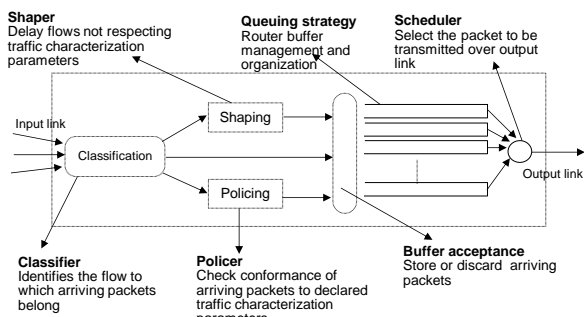 Shaper
Delay flows not respecting
traffic characterization
parameters
Queuing strategy
Router buffer
management and
organization
Scheduler
Select the packet to be
transmitted over output
link
Input link
Classification
Shaping
Policing
Output link
Classifier
Identifies the flow to
which arriving packets
belong
Policer
Check conformance of
arriving packets to declared
traffic characterization
parameters
Buffer acceptance
Store or discard arriving
packets